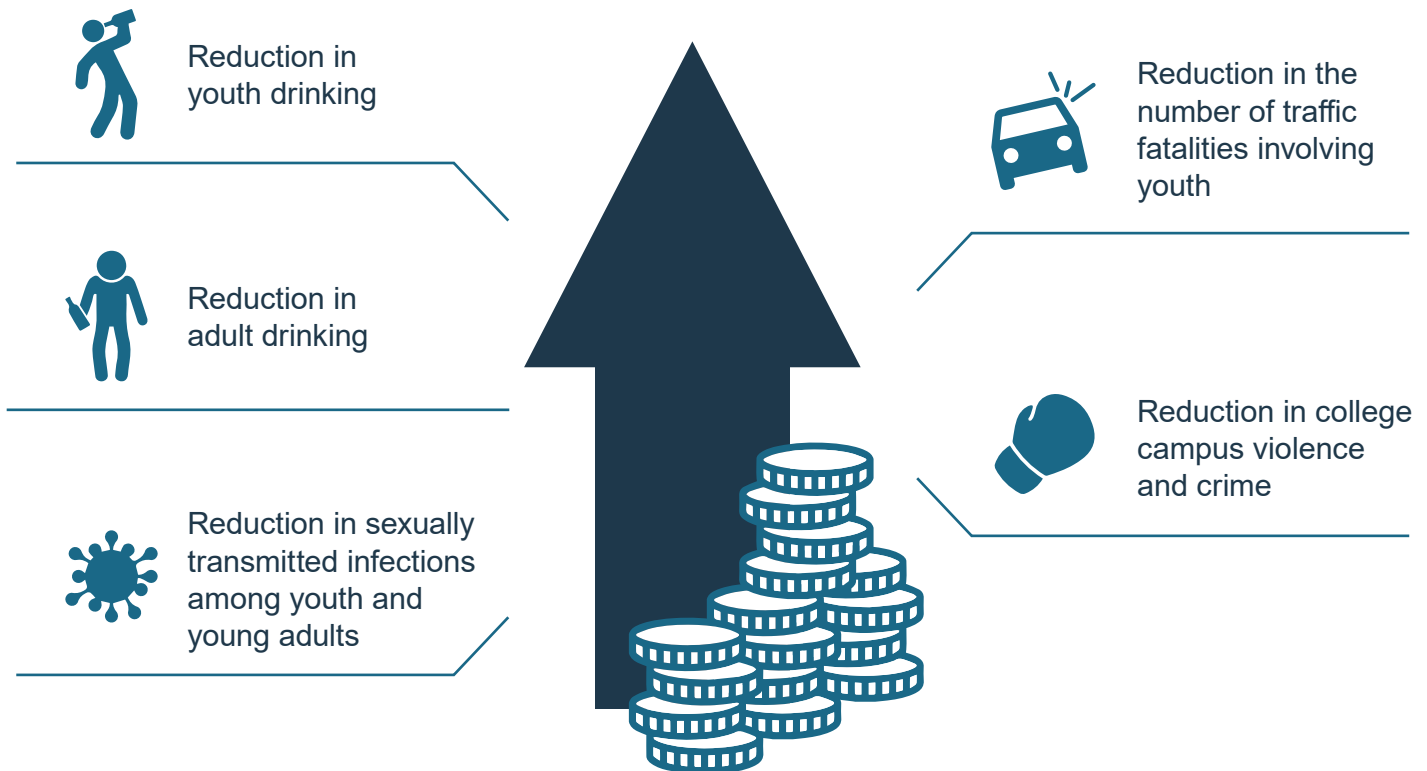 Reduction in
youth drinking
Reduction in
adult drinking
Reduction in sexually
transmitted infections
among youth and
young adults
Reduction in the
number of traffic
fatalities involving
youth
Reduction in college
campus violence
and crime